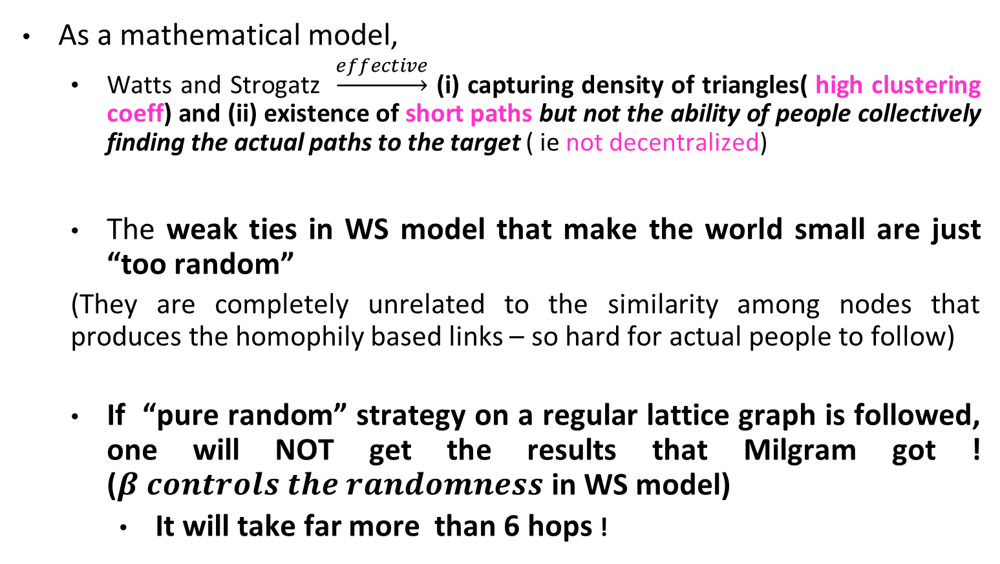 • As a mathematical model,
effective
• Watts and Strogatz ⟶ (i) capturing density of triangles( high clustering
coeff) and (ii) existence of short paths but not the ability of people collectively
finding the actual paths to the target ( ie not decentralized)
• The weak ties in WS model that make the world small are just
“too random”
(They are completely unrelated to the similarity among nodes that
produces the homophily based links – so hard for actual people to follow)
• If “pure random” strategy on a regular lattice graph is followed,
one will NOT get the results that Milgram got !
(β controls the randomness in WS model)
• It will take far more than 6 hops !